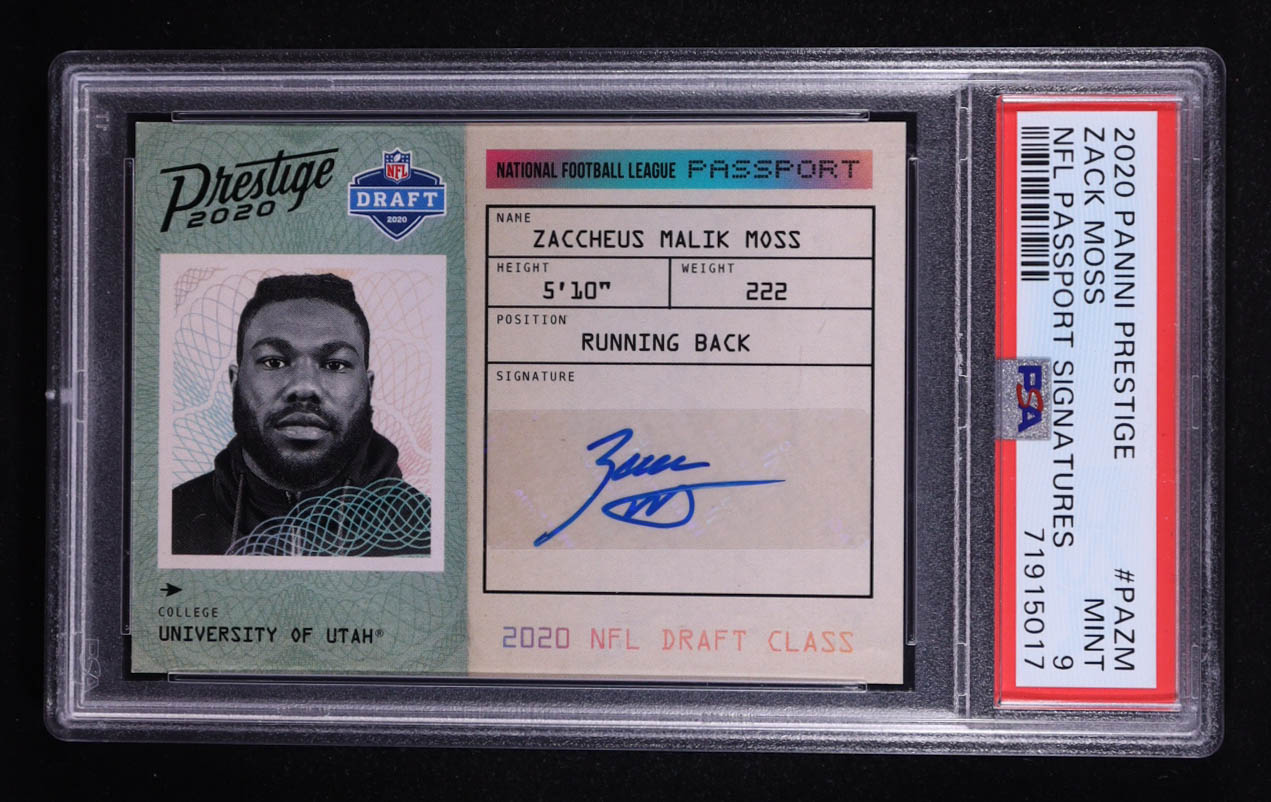 Prestige
2020
NFL
DRAFT
2020
COLLEGE
UNIVERSITY OF UTAH®
NATIONAL FOOTBALL LEAGUE PASSPORT
NAME
ZACCHEUS MALIK MOSS
HEIGHT
5'10"
WEIGHT
222
POSITION
RUNNING BACK
SIGNATURE
2020 NFL DRAFT CLASS
2020 PANINI PRESTIGE #PAZM
ZACK MOSS MINT
NFL PASSPORT SIGNATURES 9
71915017
PSA